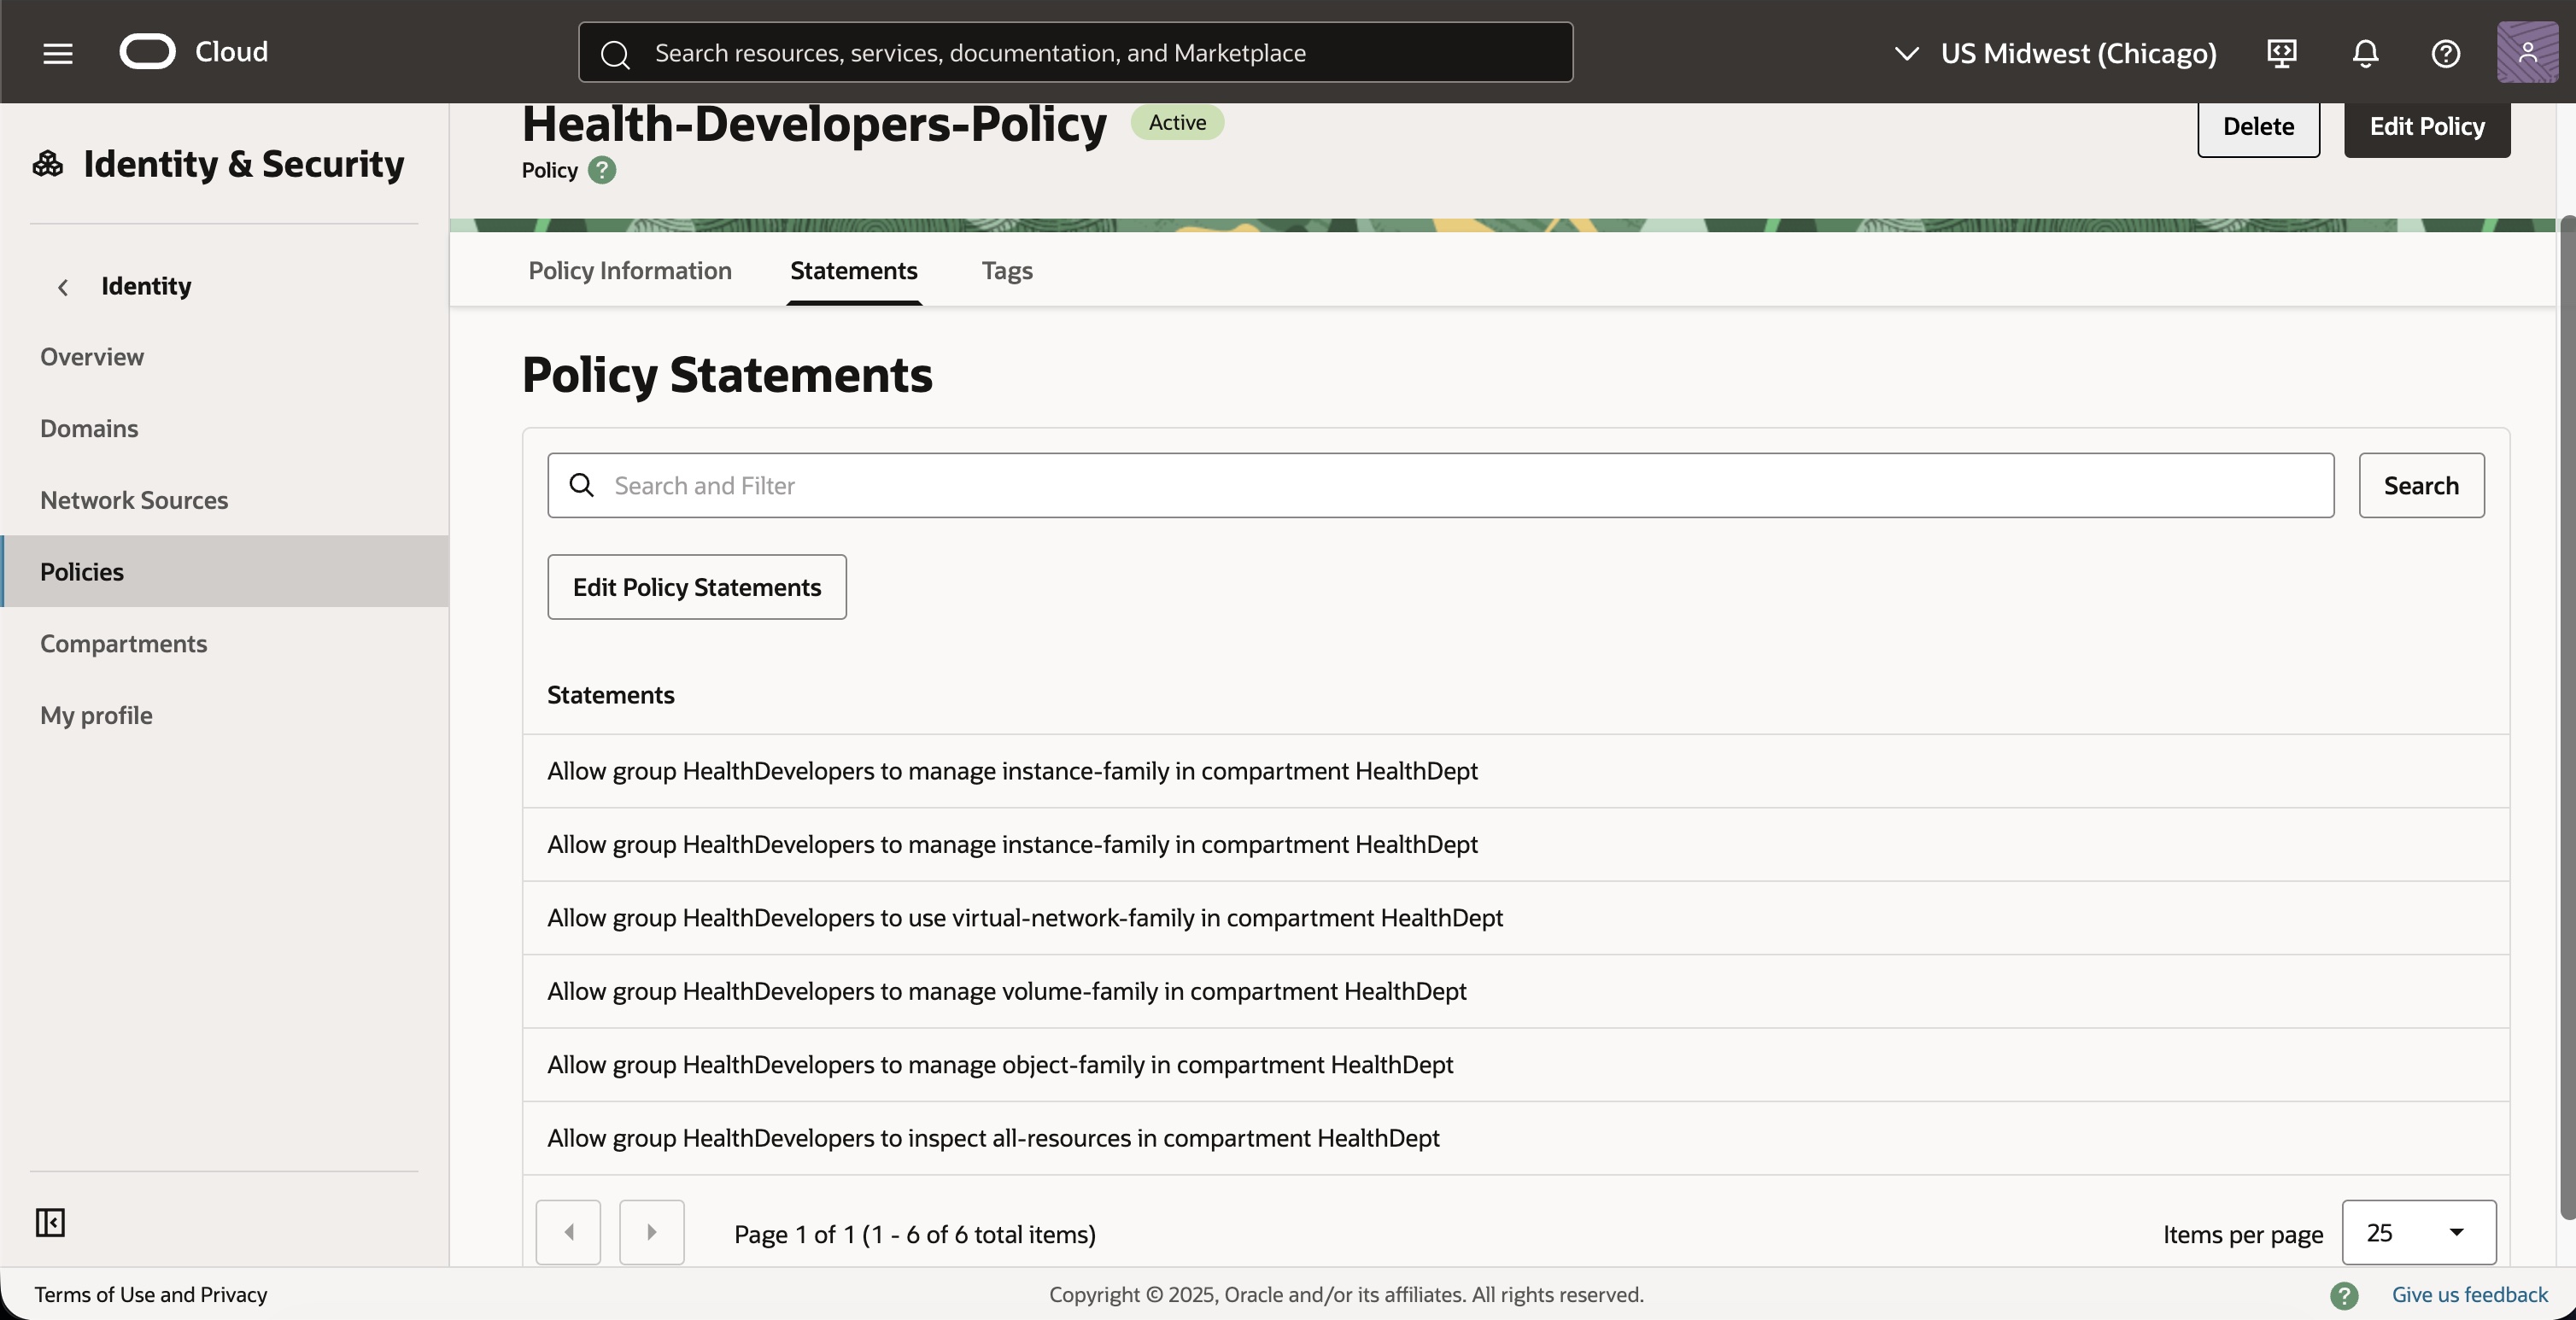 Cloud
Search resources, services, documentation, and Marketplace
US Midwest (Chicago)
Identity & Security
Identity
Overview
Domains
Network Sources
Policies
Compartments
My profile
Health-Developers-Policy
Active
Policy
Delete
Edit Policy
Policy Information
Statements
Tags
Policy Statements
Search and Filter
Search
Edit Policy Statements
Statements
Allow group HealthDevelopers to manage instance-family in compartment HealthDept
Allow group HealthDevelopers to manage instance-family in compartment HealthDept
Allow group HealthDevelopers to use virtual-network-family in compartment HealthDept
Allow group HealthDevelopers to manage volume-family in compartment HealthDept
Allow group HealthDevelopers to manage object-family in compartment HealthDept
Allow group HealthDevelopers to inspect all-resources in compartment HealthDept
Page 1 of 1 (1 - 6 of 6 total items)
Items per page
25
Terms of Use and Privacy
Copyright © 2025, Oracle and/or its affiliates. All rights reserved.
Give us feedback